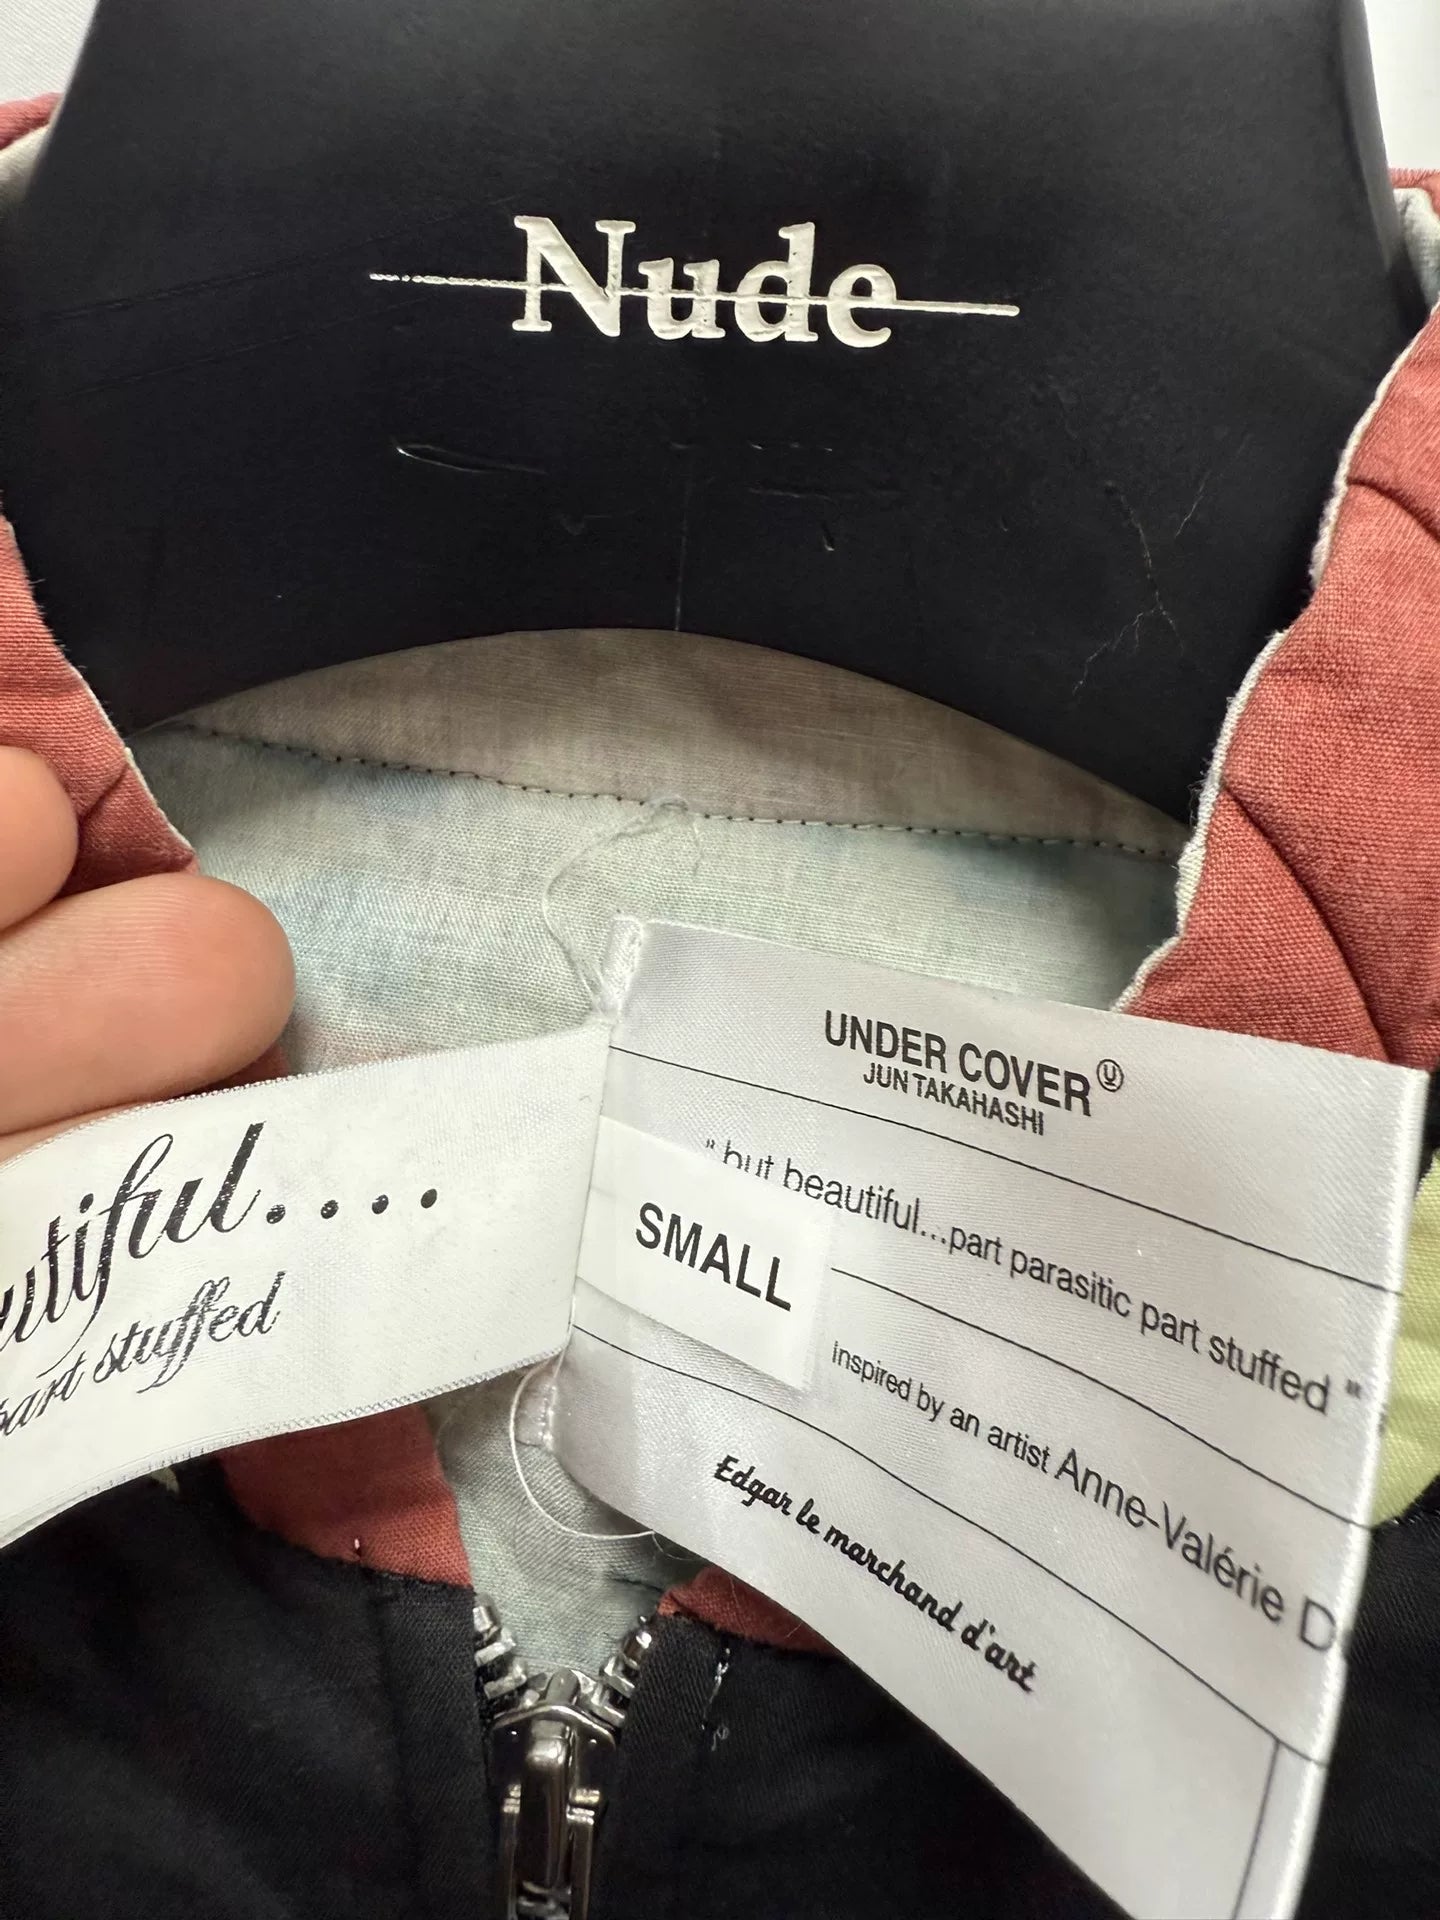 Nude
utiful....
part stuffed
UNDER COVER
JUN TAKAHASHI
" but beautiful...part parasitic part stuffed "
SMALL
inspired by an artist Anne-Valérie D
Edgar le marchand d'art